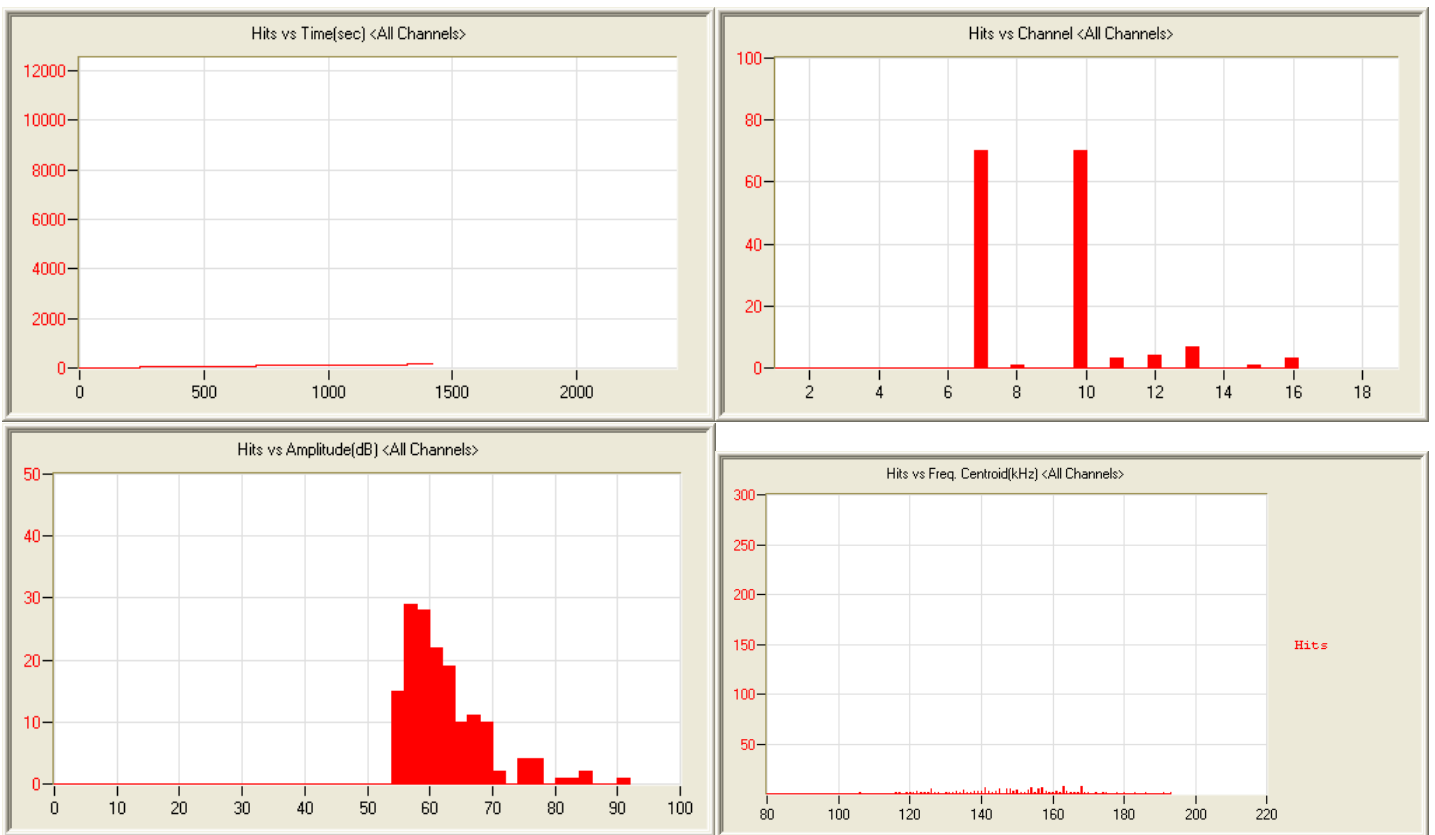 Hits vs Time(sec) <All Channels>
12000
10000
8000
6000
4000
2000
0
0 500 1000 1500 2000
Hits vs Channel <All Channels>
100
80
60
40
20
0
2 4 6 8 10 12 14 16 18
Hits vs Amplitude(dB) <All Channels>
50
40
30
20
10
0
0 10 20 30 40 50 60 70 80 90 100
Hits vs Freq. Centroid(kHz) <All Channels>
300
250
200
150
100
50
80 100 120 140 160 180 200 220
Hits